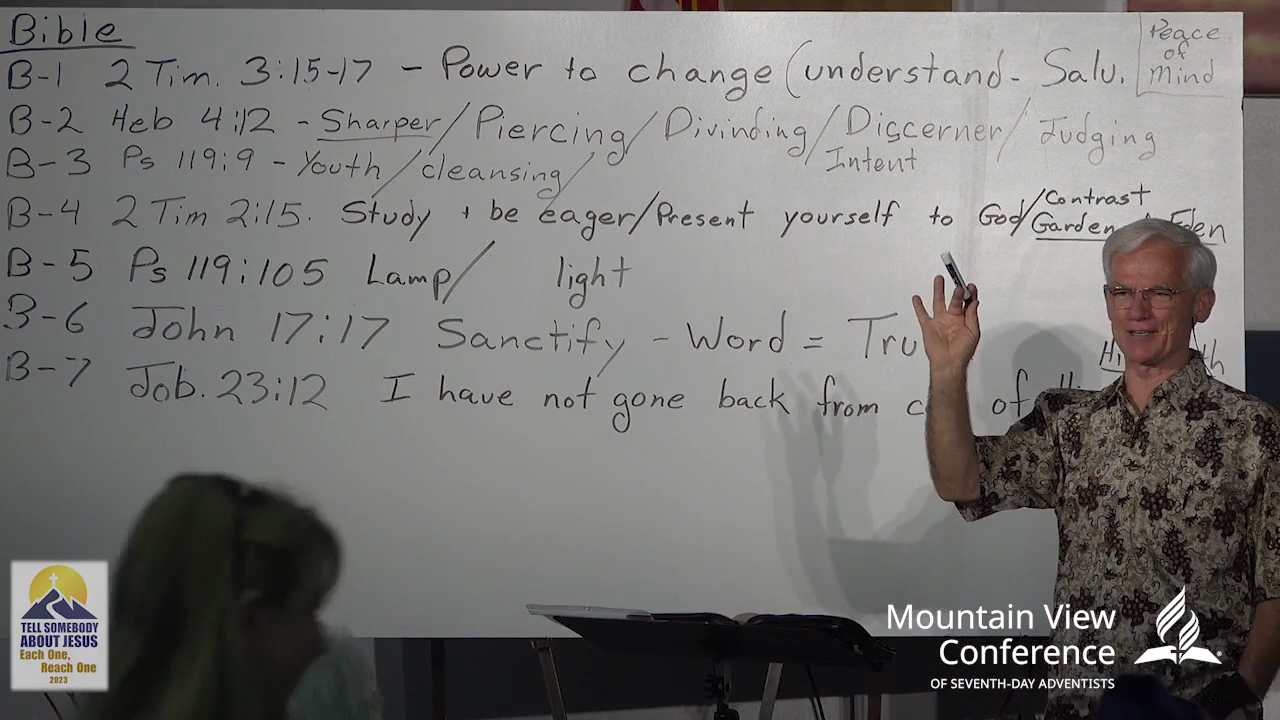 Bible
Peace
of
Mind
B-1 2 Tim. 3:15-17 - Power to change (understand - Salv.
B-2 Heb 4:12 - Sharper/Piercing/Divinding/Discerner/Judging
Intent
B-3 Ps 119:9 - Youth/cleansing/
B-4 2 Tim 2:15. Study + be eager/Present yourself to God/Contrast
Garden Eden
B-5 Ps 119:105 Lamp/ light
B-6 John 17:17 Sanctify - Word = Tru
B-7 Job. 23:12 I have not gone back from of
TELL SOMEBODY
ABOUT JESUS
Each One,
Reach One
2023
Mountain View
Conference
OF SEVENTH-DAY ADVENTISTS